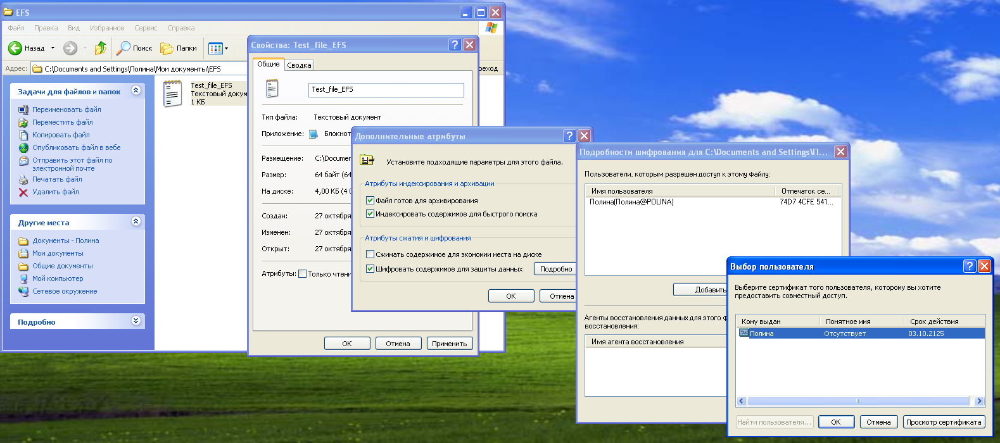 EFS
Файл Правка Вид Избранное Сервис Справка
Назад Поиск Папки
Адрес: C:\Documents and Settings\Полина\Мои документы\EFS
Задачи для файлов и папок
Переименовать файл
Переместить файл
Копировать файл
Опубликовать файл в вебе
Отправить этот файл по
электронной почте
Печатать файл
Удалить файл
Другие места
Документы - Полина
Мои документы
Общие документы
Мой компьютер
Сетевое окружение
Подробно
Test_file_EFS
Текстовый
1 КБ
Свойства: Test_file_EFS
Общие Сводка
Test_file_EFS
Тип файла: Текстовый документ
Приложение: Блокнот
Размещение: C:\Documen
Размер: 64 байт (64
На диске: 4,00 КБ (4
Создан: 27 октября
Изменен: 27 октября
Открыт: 27 октября
Атрибуты: Только
ОК Отмена Применить
Дополнительные атрибуты
Установите подходящие параметры для этого файла.
Атрибуты индексирования и архивации
Файл готов для архивирования
Индексировать содержимое для быстрого поиска
Атрибуты сжатия и шифрования
Сжимать содержимое для экономии места на диске
Шифровать содержимое для защиты данных Подробно
ОК Отмена
Подробности шифрования для C:\Documents and Settings\П...
Пользователи, которым разрешен доступ к этому файлу:
Имя пользователя Отпечаток се...
Полина(Полина@POLINA) 74D7 4CFE 541...
Добавить
Агенты восстановления данных для этого
восстановления:
Имя агента восстановления
Выбор пользователя
Выберите сертификат того пользователя, которому вы хотите
предоставить совместный доступ.
Кому выдан Понятное имя Срок действия
Полина Отсутствует 03.10.2125
Найти пользователя... ОК Отмена Просмотр сертификата